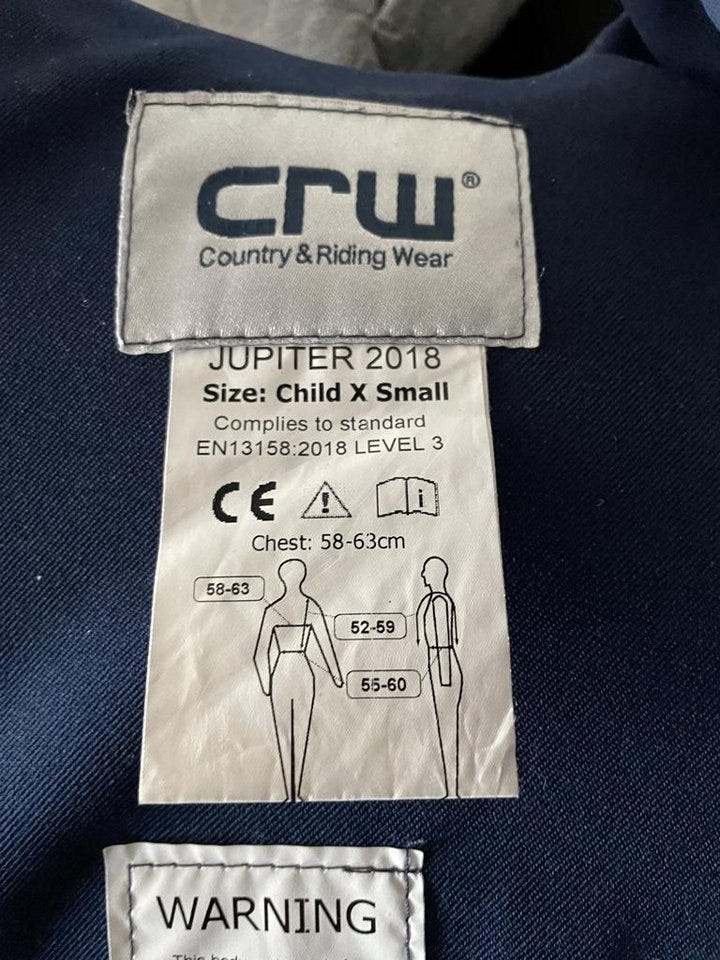 crw®
Country & Riding Wear
JUPITER 2018
Size: Child X Small
Complies to standard
EN13158:2018 LEVEL 3
CE
Chest: 58-63cm
58-63
52-59
55-60
WARNING